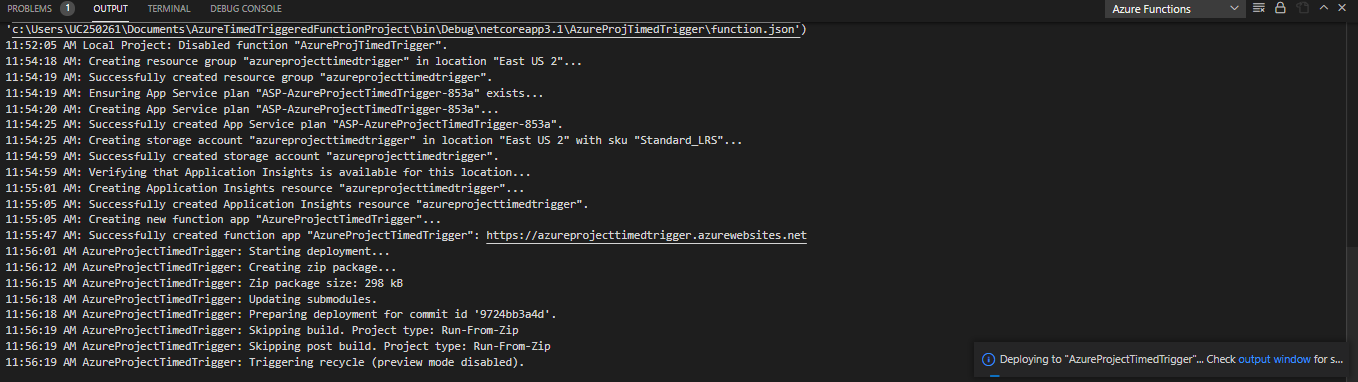 PROBLEMS 1 OUTPUT TERMINAL DEBUG CONSOLE Azure Functions
'c:\Users\UC250261\Documents\AzureTimedTriggeredFunctionProject\bin\Debug\netcoreapp3.1\AzureProjTimedTrigger\function.json')
11:52:05 AM Local Project: Disabled function "AzureProjTimedTrigger".
11:54:18 AM: Creating resource group "azureprojecttimedtrigger" in location "East US 2"...
11:54:19 AM: Successfully created resource group "azureprojecttimedtrigger".
11:54:19 AM: Ensuring App Service plan "ASP-AzureProjectTimedTrigger-853a" exists...
11:54:20 AM: Creating App Service plan "ASP-AzureProjectTimedTrigger-853a"...
11:54:25 AM: Successfully created App Service plan "ASP-AzureProjectTimedTrigger-853a".
11:54:25 AM: Creating storage account "azureprojecttimedtrigger" in location "East US 2" with sku "Standard_LRS"...
11:54:59 AM: Successfully created storage account "azureprojecttimedtrigger".
11:54:59 AM: Verifying that Application Insights is available for this location...
11:55:01 AM: Creating Application Insights resource "azureprojecttimedtrigger"...
11:55:05 AM: Successfully created Application Insights resource "azureprojecttimedtrigger".
11:55:05 AM: Creating new function app "AzureProjectTimedTrigger"...
11:55:47 AM: Successfully created function app "AzureProjectTimedTrigger": https://azureprojecttimedtrigger.azurewebsites.net
11:56:01 AM AzureProjectTimedTrigger: Starting deployment...
11:56:12 AM AzureProjectTimedTrigger: Creating zip package...
11:56:15 AM AzureProjectTimedTrigger: Zip package size: 298 kB
11:56:18 AM AzureProjectTimedTrigger: Updating submodules.
11:56:18 AM AzureProjectTimedTrigger: Preparing deployment for commit id '9724bb3a4d'.
11:56:19 AM AzureProjectTimedTrigger: Skipping build. Project type: Run-From-Zip
11:56:19 AM AzureProjectTimedTrigger: Skipping post build. Project type: Run-From-Zip
11:56:19 AM AzureProjectTimedTrigger: Triggering recycle (preview mode disabled).
Deploying to "AzureProjectTimedTrigger"... Check output window for s...